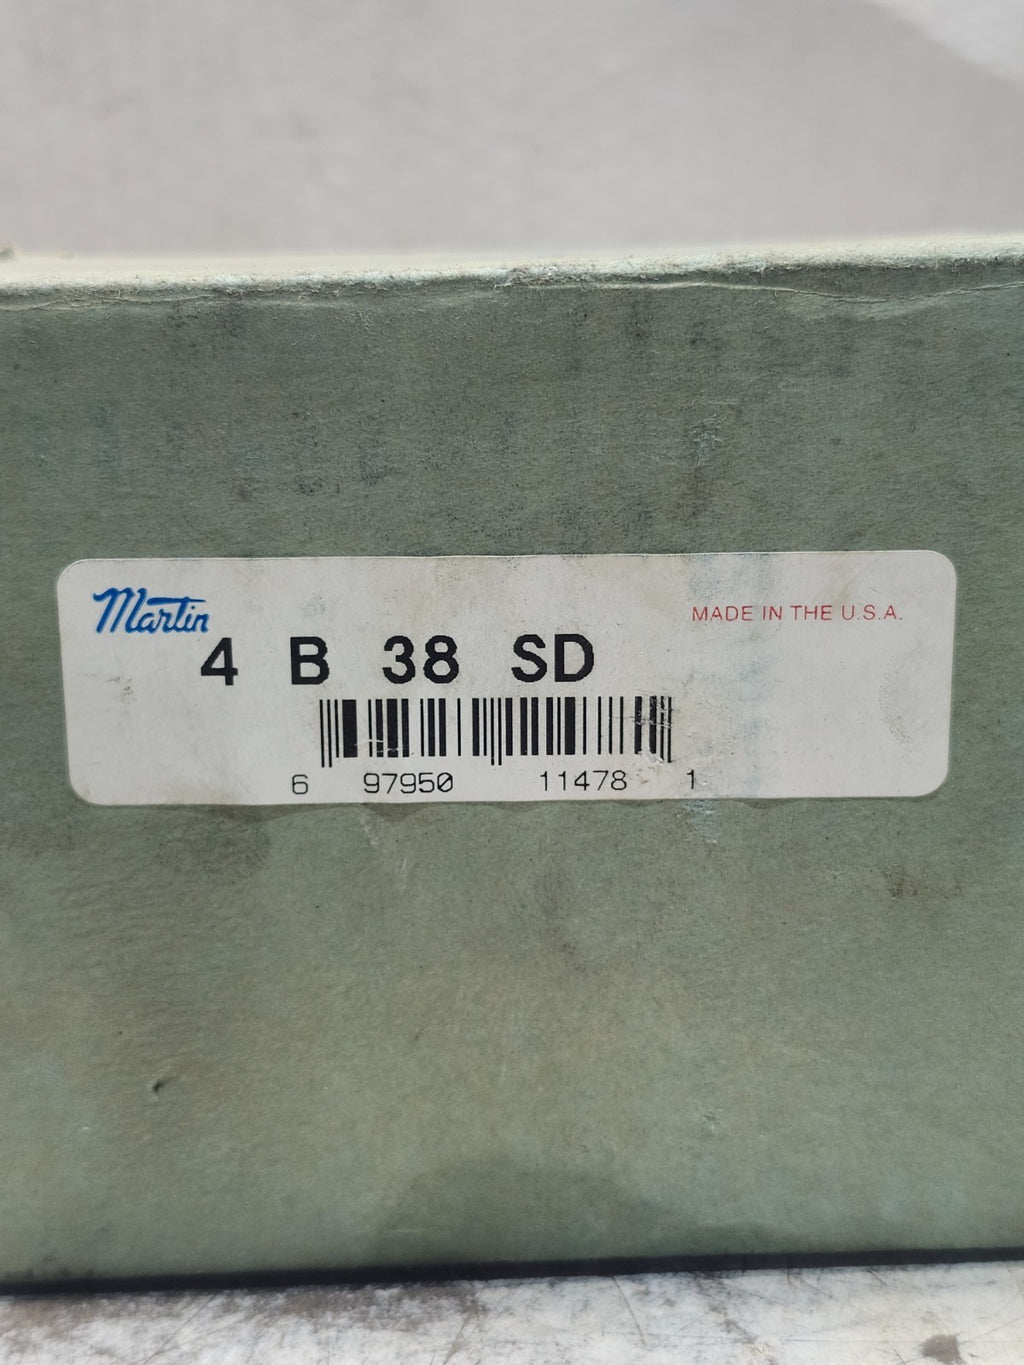 Martin
MADE IN THE U.S.A.
4 B 38 SD
6 97950 11478 1